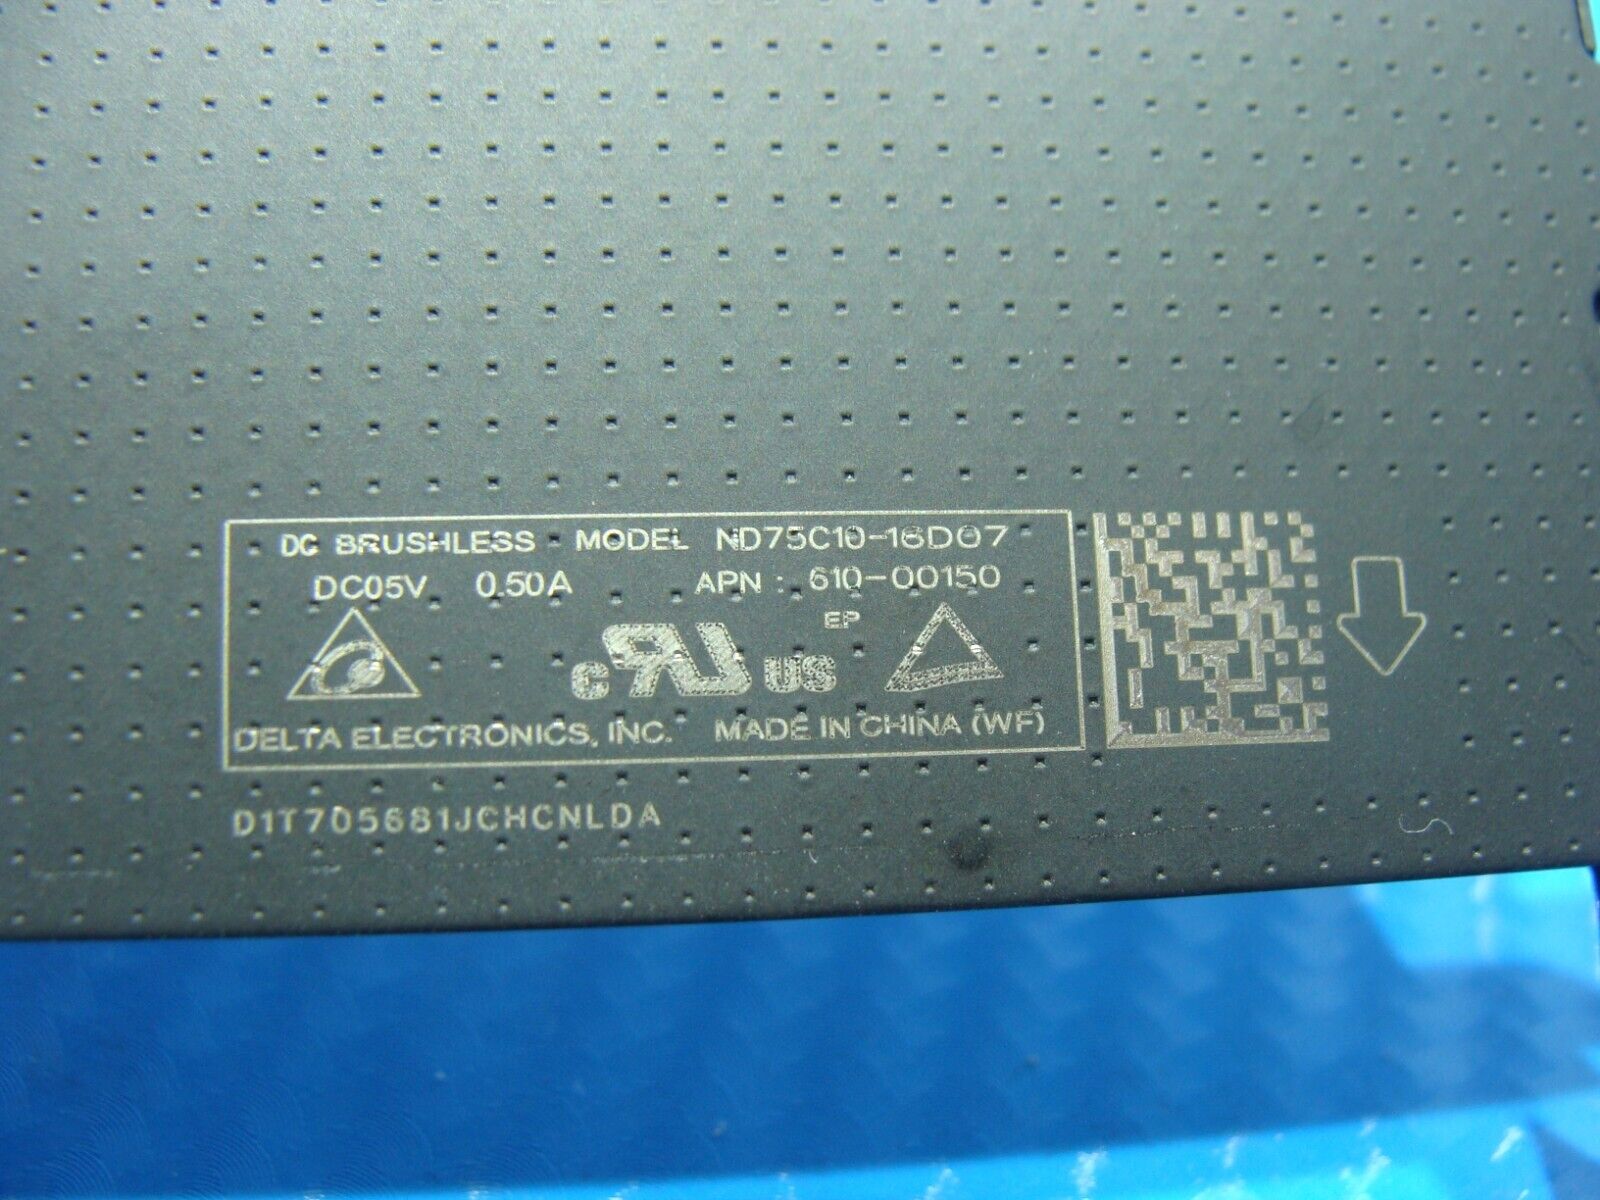 DC BRUSHLESS MODEL ND75C10-16D07
DC05V 0.50A APN : 610-00150
EP
c RU US
DELTA ELECTRONICS, INC. MADE IN CHINA (WF)
D1T705681JCHCNLDA